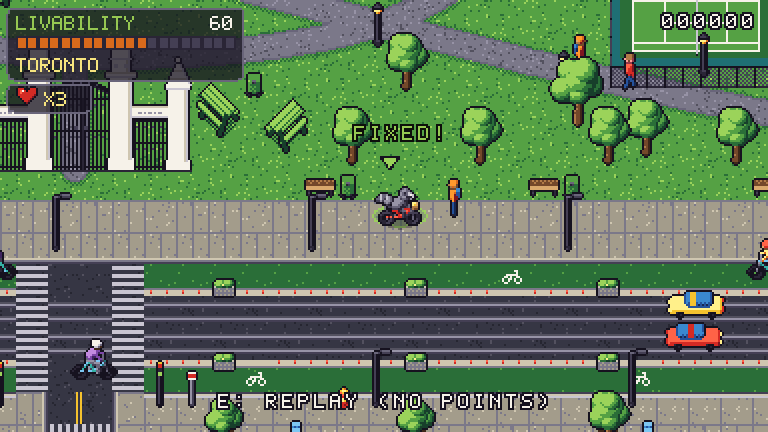 LIVABILITY 60
000000
TORONTO
X3
FIXED!
E: REPLAY (NO POINTS)